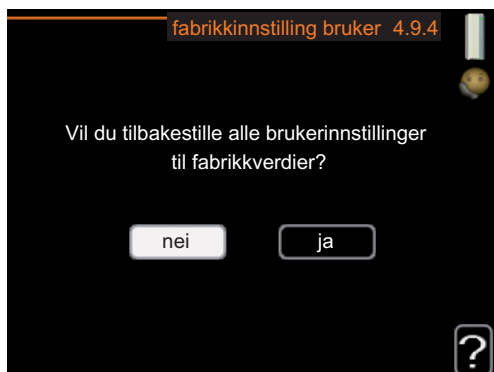 fabrikkinnstilling bruker 4.9.4
Vil du tilbakestille alle brukerinnstillinger
til fabrikkverdier?
nei
ja
?